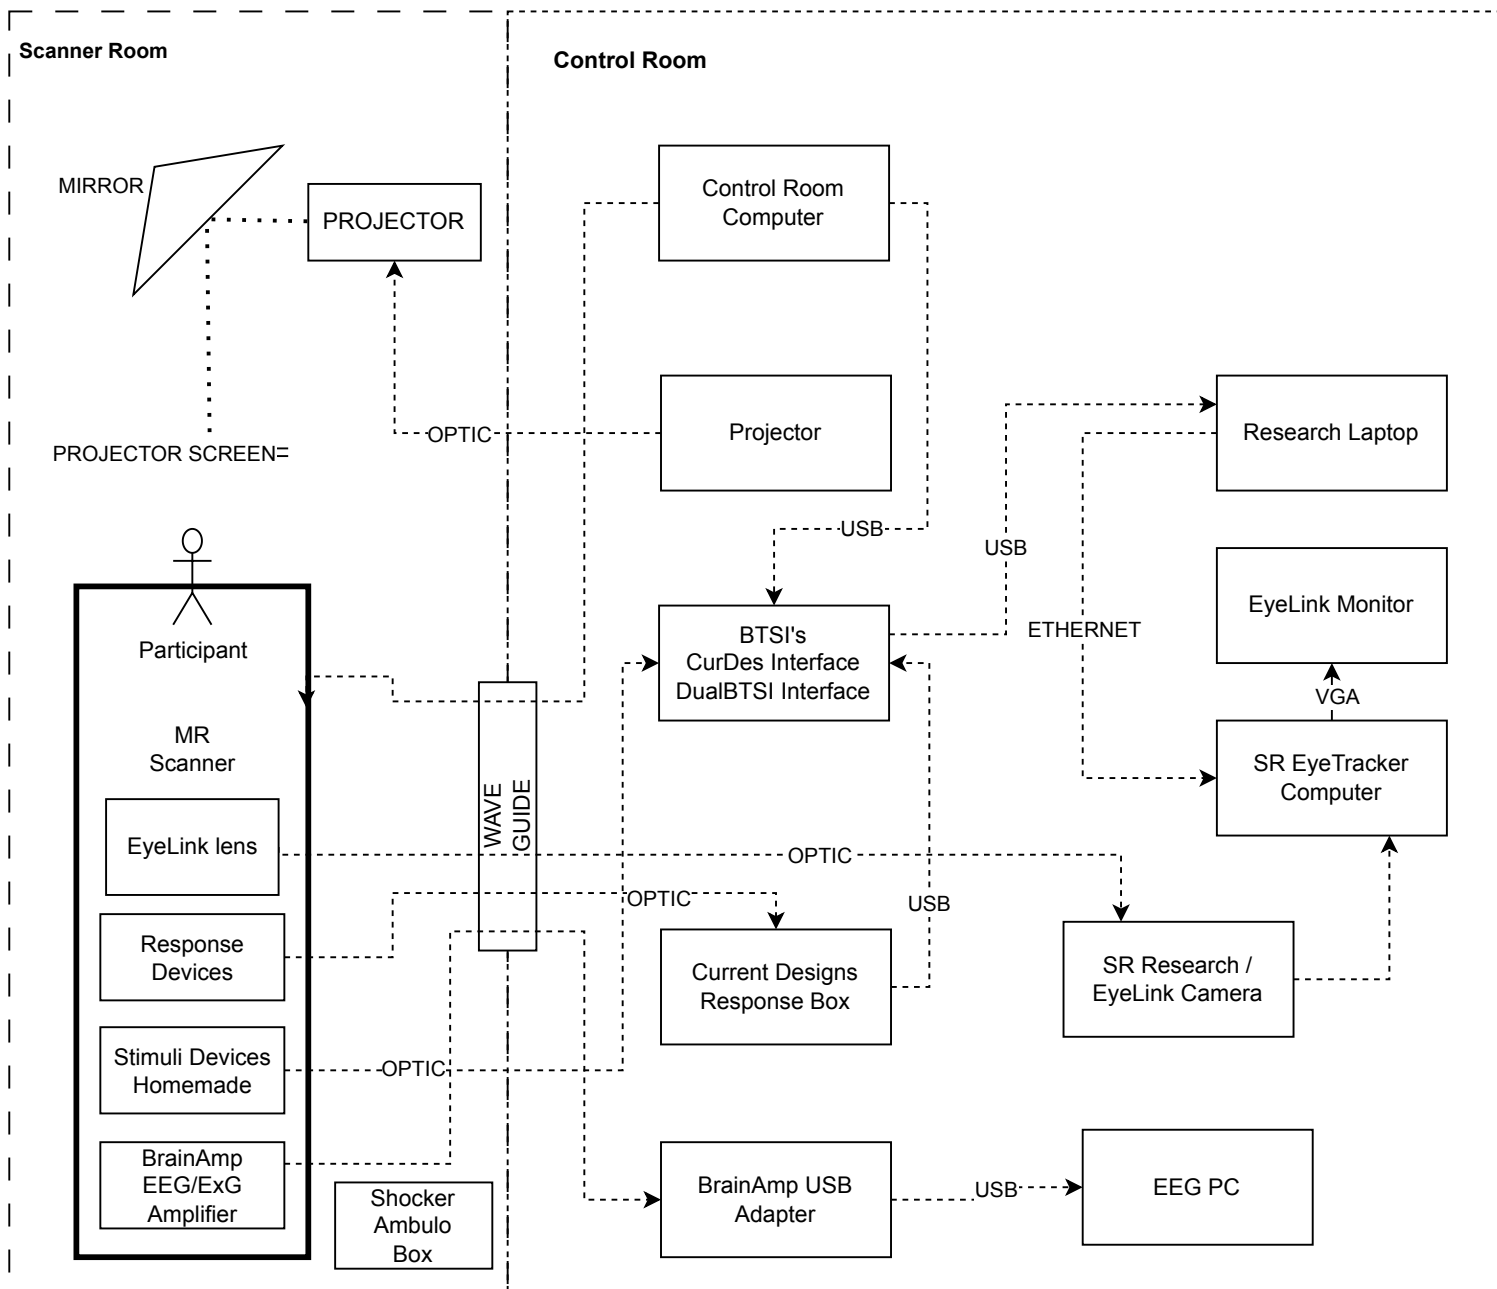 Scanner Room
Control Room
MIRROR
PROJECTOR
Control Room
Computer
OPTIC
Projector
Research Laptop
PROJECTOR SCREEN=
USB
USB
EyeLink Monitor
ETHERNET
Participant
BTSI's
CurDes Interface
DualBTSI Interface
VGA
MR
Scanner
WAVE
GUIDE
SR EyeTracker
Computer
EyeLink lens
OPTIC
OPTIC
USB
Response
Devices
Current Designs
Response Box
SR Research /
EyeLink Camera
Stimuli Devices
Homemade
OPTIC
BrainAmp
EEG/ExG
Amplifier
Shocker
Ambulo
Box
BrainAmp USB
Adapter
USB
EEG PC